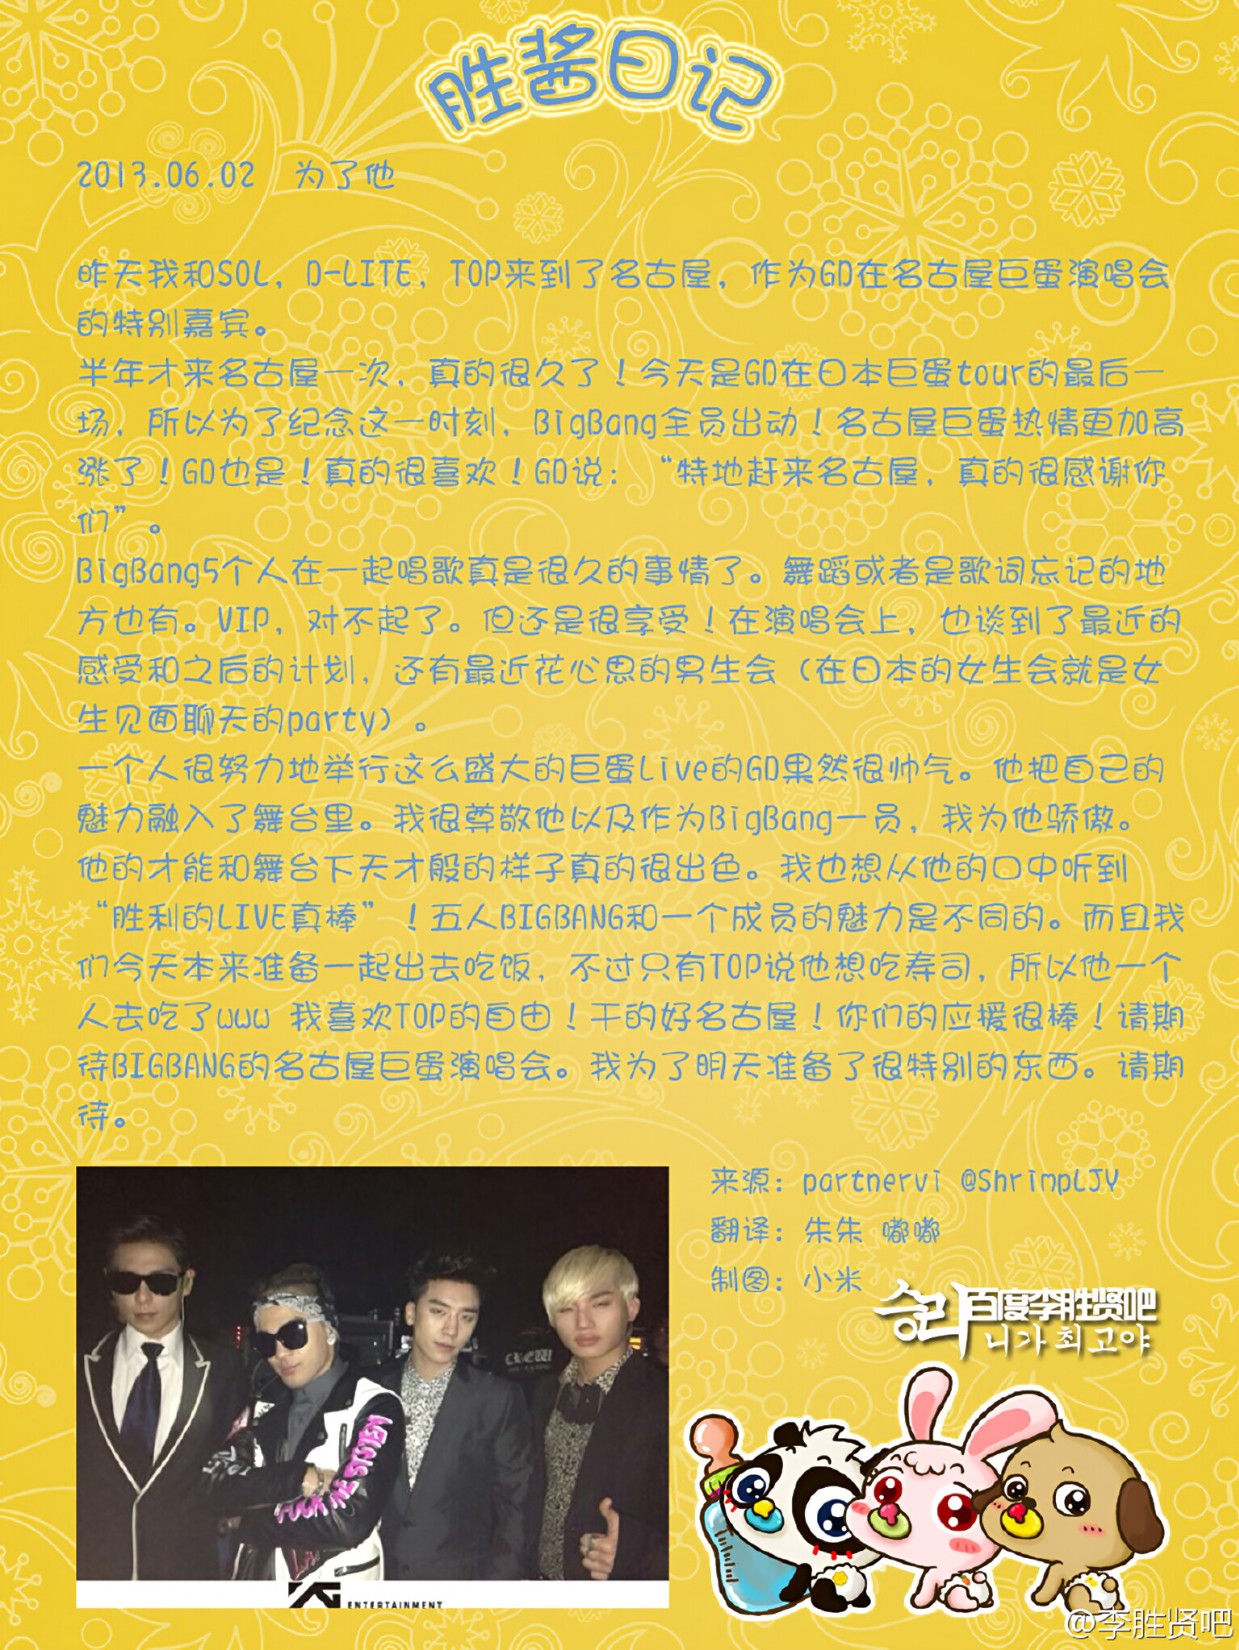 胜酱日记
2013.06.02 为了他
昨天我和SOL，D-LITE，TOP来到了名古屋，作为GD在名古屋巨蛋演唱会
的特别嘉宾。
半年才来名古屋一次，真的很久了！今天是GD在日本巨蛋tour的最后一
场，所以为了纪念这一时刻，BigBang全员出动！名古屋巨蛋热情更加高
涨了！GD也是！真的很喜欢！GD说：“特地赶来名古屋，真的很感谢你
们”。
BigBang5个人在一起唱歌真是很久的事情了。舞蹈或者是歌词忘记的地
方也有。VIP，对不起了。但还是很享受！在演唱会上，也谈到了最近的
感受和之后的计划，还有最近花心思的男生会（在日本的女生会就是女
生见面聊天的party）。
一个人很努力地举行这么盛大的巨蛋Live的GD果然很帅气。他把自己的
魅力融入了舞台里。我很尊敬他以及作为BigBang一员，我为他骄傲。
他的才能和舞台下天才般的样子真的很出色。我也想从他的口中听到
“胜利的LIVE真棒”！五人BIGBANG和一个成员的魅力是不同的。而且我
们今天本来准备一起出去吃饭，不过只有TOP说他想吃寿司，所以他一个
人去吃了www 我喜欢TOP的自由！干的好名古屋！你们的应援很棒！请期
待BIGBANG的名古屋巨蛋演唱会。我为了明天准备了很特别的东西。请期
待。
来源：partnervi @ShrimpLJY
翻译：朱朱 嘟嘟
制图：小米
승리 百度李胜贤吧
니가 최고야
CREW
YG ENTERTAINMENT
@李胜贤吧